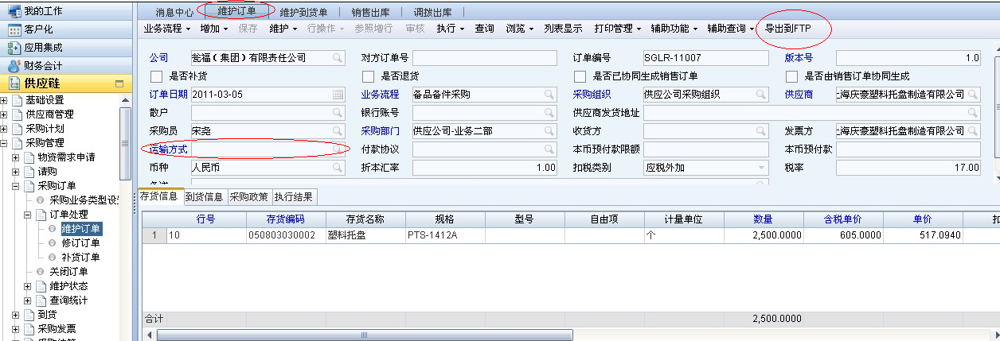 我的工作
客户化
应用集成
财务会计
供应链
基础设置
供应商管理
采购计划
采购管理
物资需求申请
请购
采购订单
采购业务类型设
订单处理
维护订单
修订订单
补货订单
关闭订单
维护状态
查询统计
到货
采购发票
消息中心 维护订单 维护到货单 销售出库 调拨出库
业务流程 增加 保存 维护 行操作 参照增行 审核 执行 查询 浏览 列表显示 打印管理 辅助功能 辅助查询 导出到FTP
公司 瓮福（集团）有限责任公司 对方订单号 订单编号 SGLR-11007 版本号 1.0
是否补货 是否退货 是否已协同生成销售订单 是否由销售订单协同生成
订单日期 2011-03-05 业务流程 备品备件采购 采购组织 供应公司采购组织 供应商 上海庆豪塑料托盘制造有限公司
散户 银行账号 供应商发货地址
采购员 宋尧 采购部门 供应公司-业务二部 收货方 发票方 上海庆豪塑料托盘制造有限公司
运输方式 付款协议 本币预付款限额 本币预付款
币种 人民币 折本汇率 1.00 扣税类别 应税外加 税率 17.00
存货信息 到货信息 采购政策 执行结果
行号 存货编码 存货名称 规格 型号 自由项 计量单位 数量 含税单价 单价 扣
1 10 050803030002 塑料托盘 PTS-1412A 个 2,500.0000 605.0000 517.0940
合计 2,500.0000